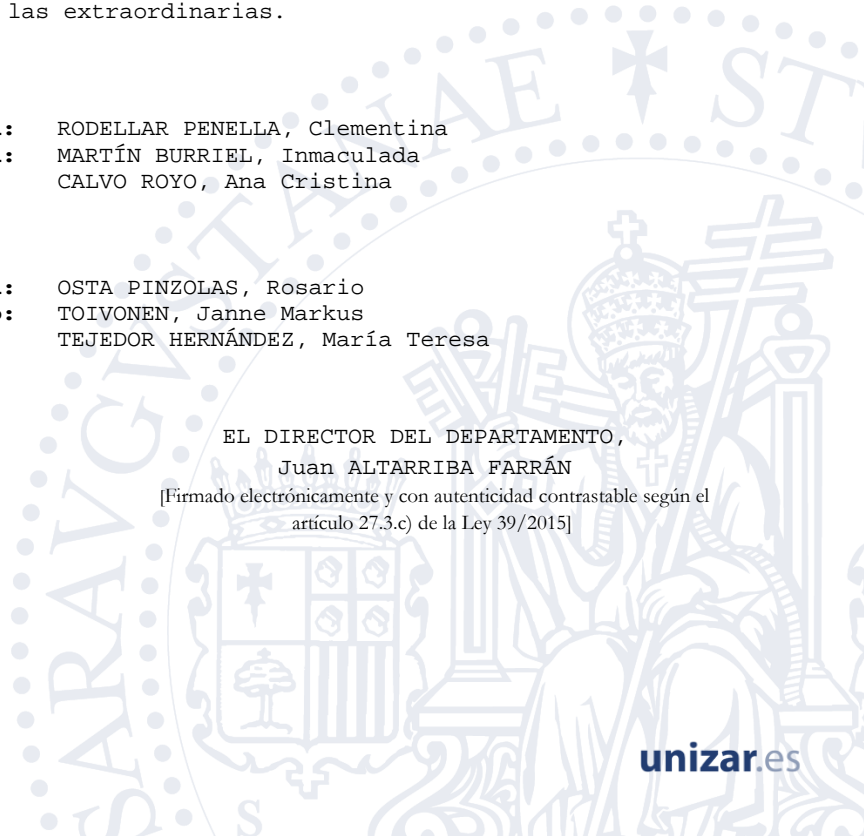 las extraordinarias.
: RODELLAR PENELLA, Clementina
: MARTÍN BURRIEL, Inmaculada
CALVO ROYO, Ana Cristina
: OSTA PINZOLAS, Rosario
: TOIVONEN, Janne Markus
TEJEDOR HERNÁNDEZ, María Teresa
EL DIRECTOR DEL DEPARTAMENTO,
Juan ALTARRIBA FARRÁN
[Firmado electrónicamente y con autenticidad contrastable según el
artículo 27.3.c) de la Ley 39/2015]
unizar.es